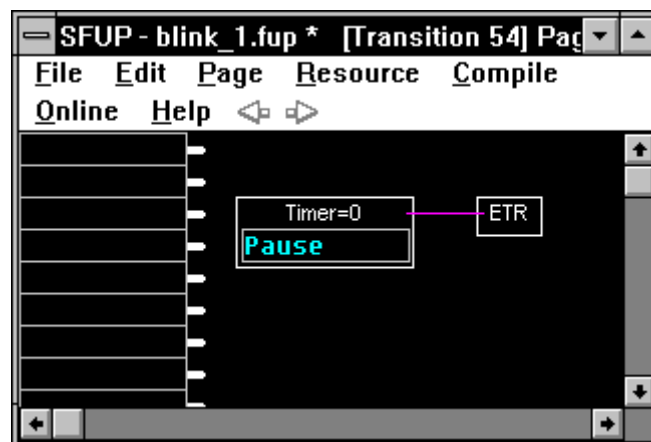 SFUP - blink_1.fup * [Transition 54] Pag
File Edit Page Resource Compile
Online Help
Timer=0 ETR
Pause